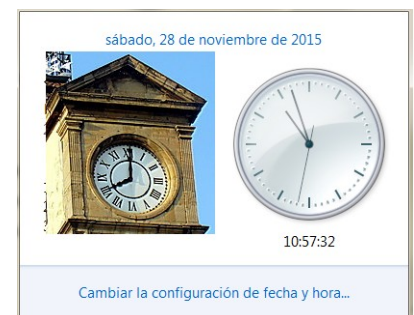 sábado, 28 de noviembre de 2015
10:57:32
Cambiar la configuración de fecha y hora...